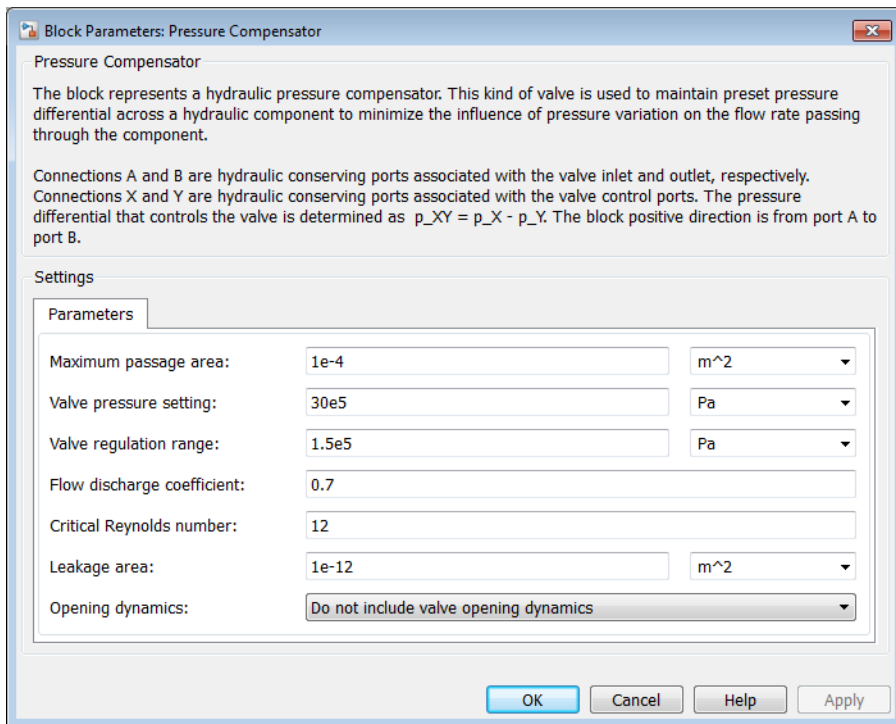 Block Parameters: Pressure Compensator
Pressure Compensator
The block represents a hydraulic pressure compensator. This kind of valve is used to maintain preset pressure
differential across a hydraulic component to minimize the influence of pressure variation on the flow rate passing
through the component.
Connections A and B are hydraulic conserving ports associated with the valve inlet and outlet, respectively.
Connections X and Y are hydraulic conserving ports associated with the valve control ports. The pressure
differential that controls the valve is determined as  p_XY = p_X - p_Y. The block positive direction is from port A to
port B.
Settings
Parameters
Maximum passage area: 1e-4 m^2
Valve pressure setting: 30e5 Pa
Valve regulation range: 1.5e5 Pa
Flow discharge coefficient: 0.7
Critical Reynolds number: 12
Leakage area: 1e-12 m^2
Opening dynamics: Do not include valve opening dynamics
OK Cancel Help Apply